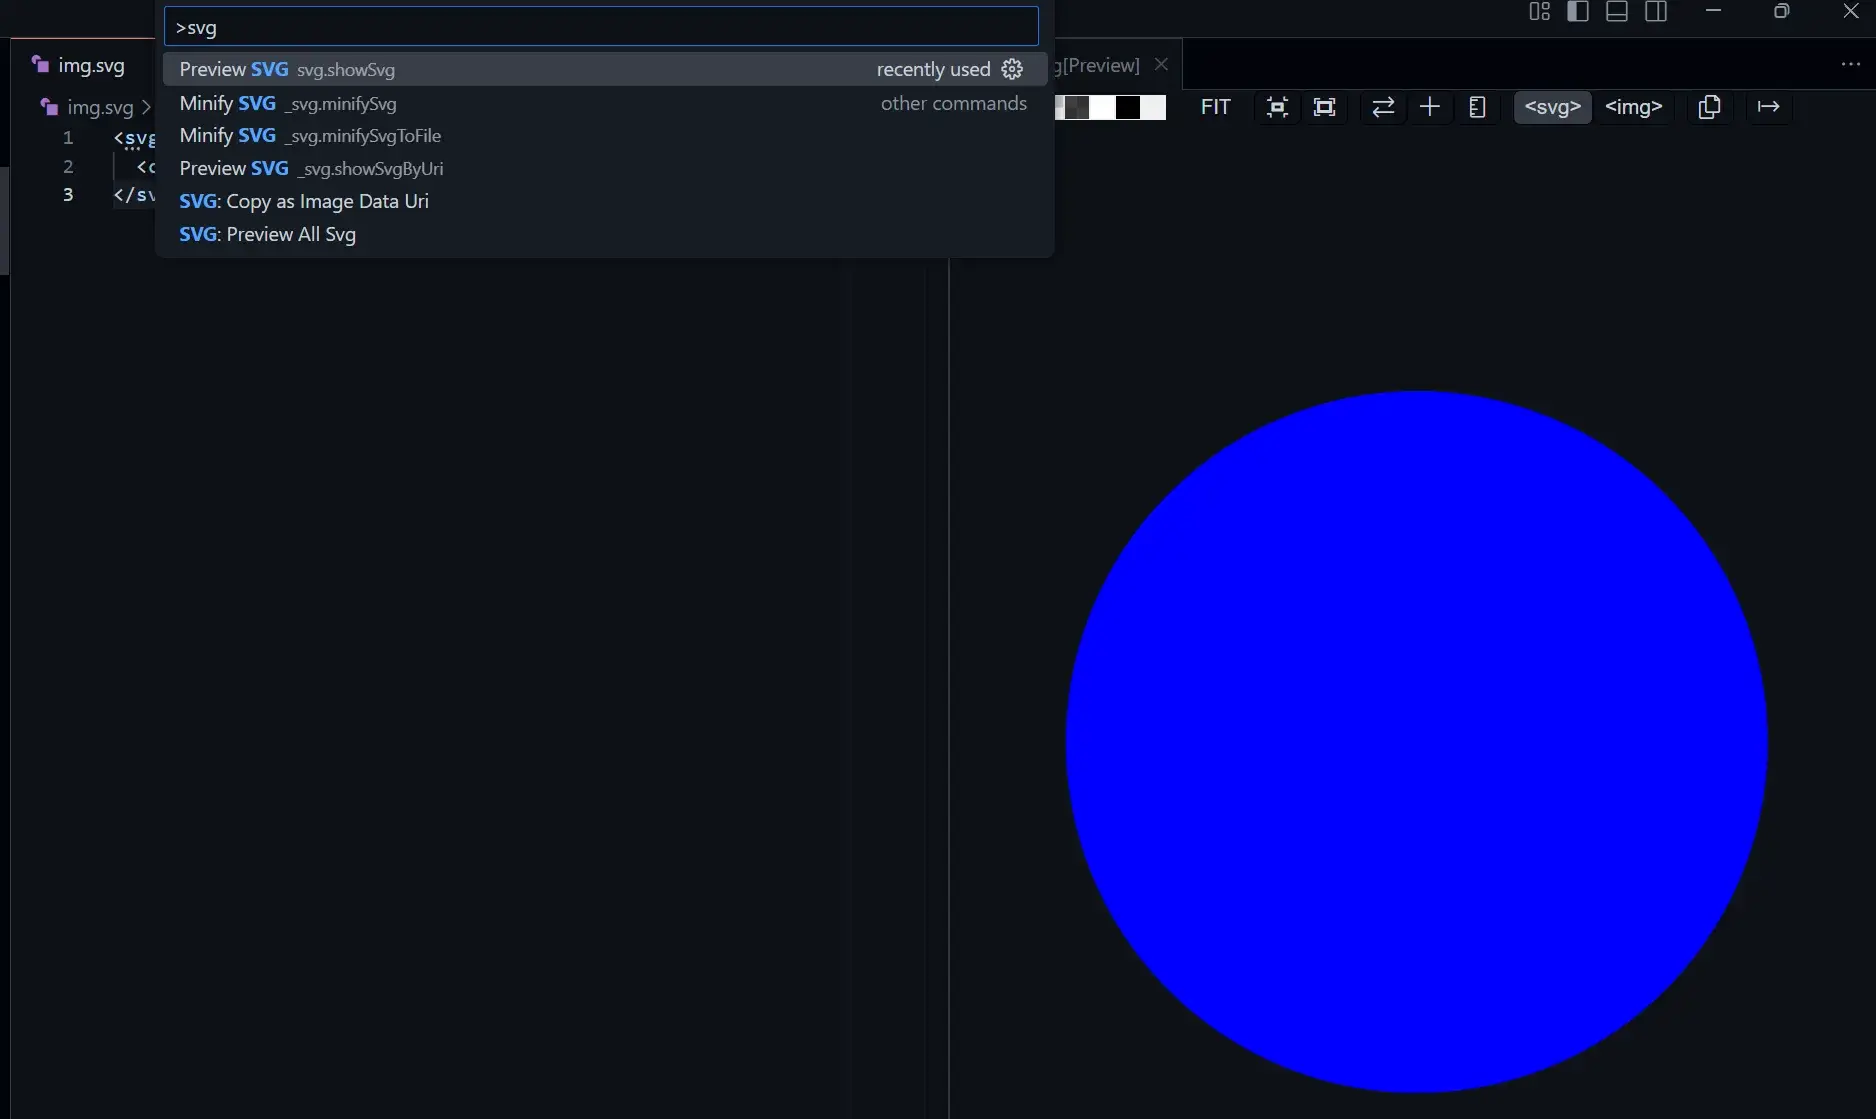 >svg
img.svg
g[Preview]
Preview SVG svg.showSvg recently used
Minify SVG _svg.minifySvg other commands
Minify SVG _svg.minifySvgToFile
Preview SVG _svg.showSvgByUri
SVG: Copy as Image Data Uri
SVG: Preview All Svg
img.svg >
FIT <svg> <img>
1 <svg
2 <c
3 </sv